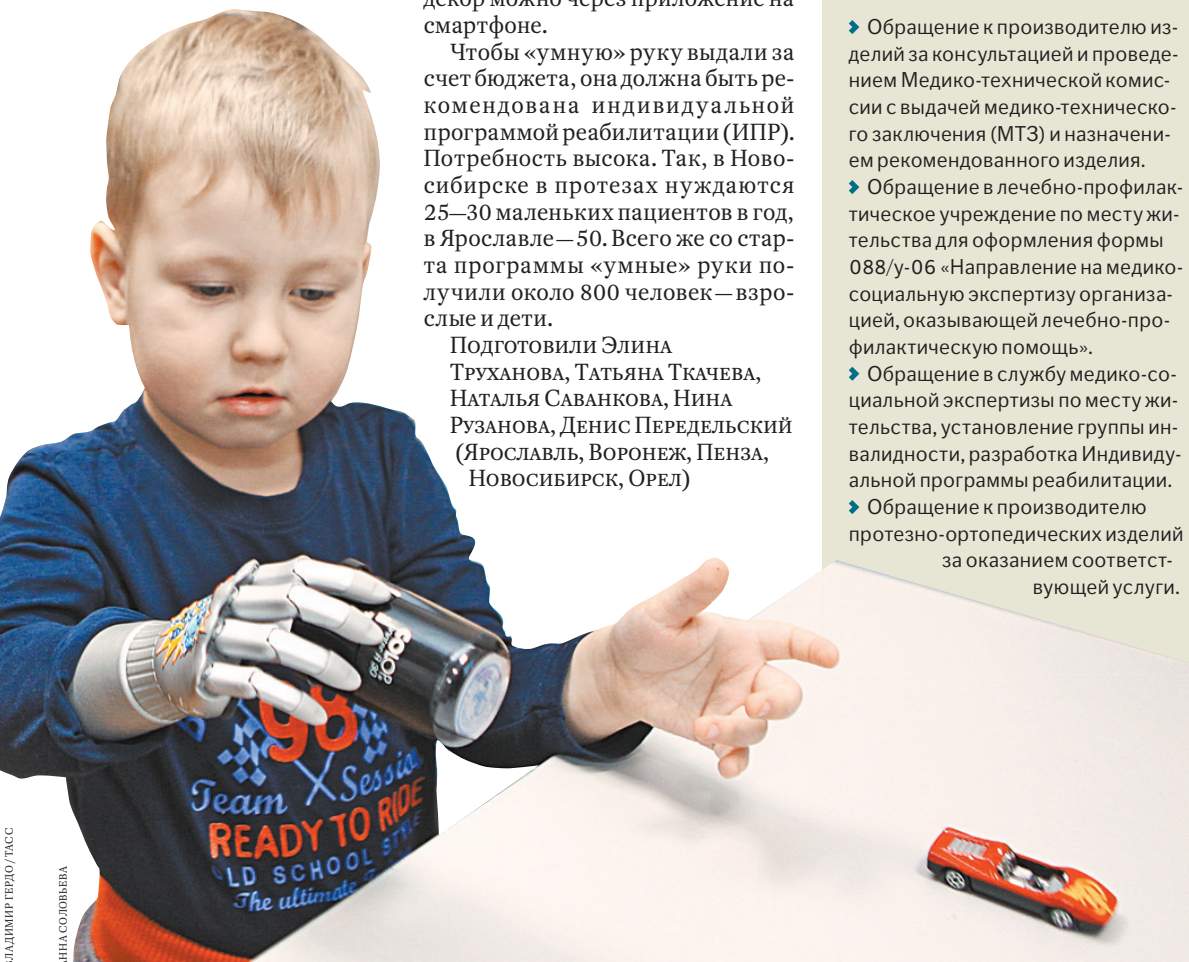 декор можно через приложение на
смартфоне.
Чтобы «умную» руку выдали за
счет бюджета, она должна быть ре-
комендована индивидуальной
программой реабилитации (ИПР).
Потребность высока. Так, в Ново-
сибирске в протезах нуждаются
25—30 маленьких пациентов в год,
в Ярославле — 50. Всего же со стар-
та программы «умные» руки по-
лучили около 800 человек — взро-
слые и дети.
Подготовили Элина
Труханова, Татьяна Ткачева,
Наталья Саванкова, Нина
Рузанова, Денис Передельский
(Ярославль, Воронеж, Пенза,
Новосибирск, Орел)
Обращение к производителю из-
делий за консультацией и проведе-
нием Медико-технической комис-
сии с выдачей медико-техническо-
го заключения (МТЗ) и назначени-
ем рекомендованного изделия.
Обращение в лечебно-профилак-
тическое учреждение по месту жи-
тельства для оформления формы
088/у-06 «Направление на медико-
социальную экспертизу организа-
цией, оказывающей лечебно-про-
филактическую помощь».
Обращение в службу медико-со-
циальной экспертизы по месту жи-
тельства, установление группы ин-
валидности, разработка Индивиду-
альной программы реабилитации.
Обращение к производителю
протезно-ортопедических изделий
за оказанием соответст-
вующей услуги.
98
Team Session
READY TO RIDE
OLD SCHOOL STYLE
The ultimate
ВЛАДИМИР ГЕРДО / ТАСС
АННА СОЛОВЬЕВА